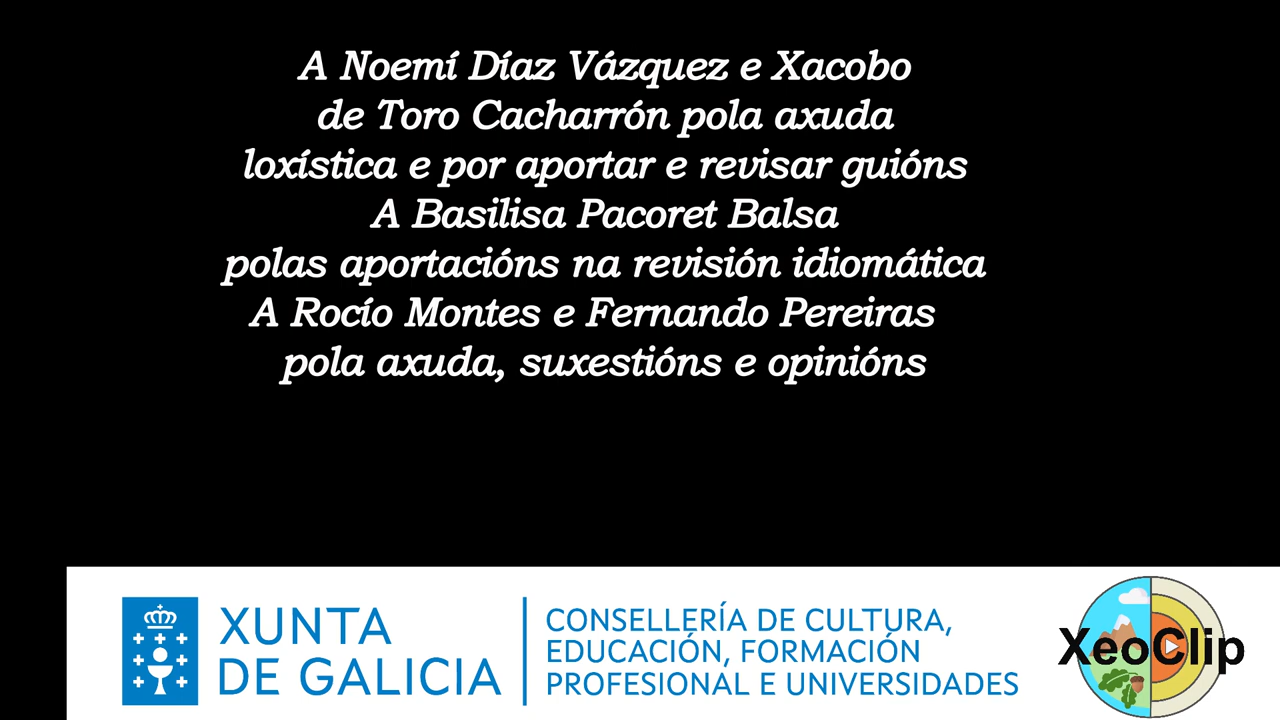 A Noemí Díaz Vázquez e Xacobo
de Toro Cacharrón pola axuda
loxística e por aportar e revisar guións
A Basilisa Pacoret Balsa
polas aportacións na revisión idiomática
A Rocío Montes e Fernando Pereiras
pola axuda, suxestións e opinións
XUNTA
DE GALICIA
CONSELLERÍA DE CULTURA,
EDUCACIÓN, FORMACIÓN
PROFESIONAL E UNIVERSIDADES
XeoClip